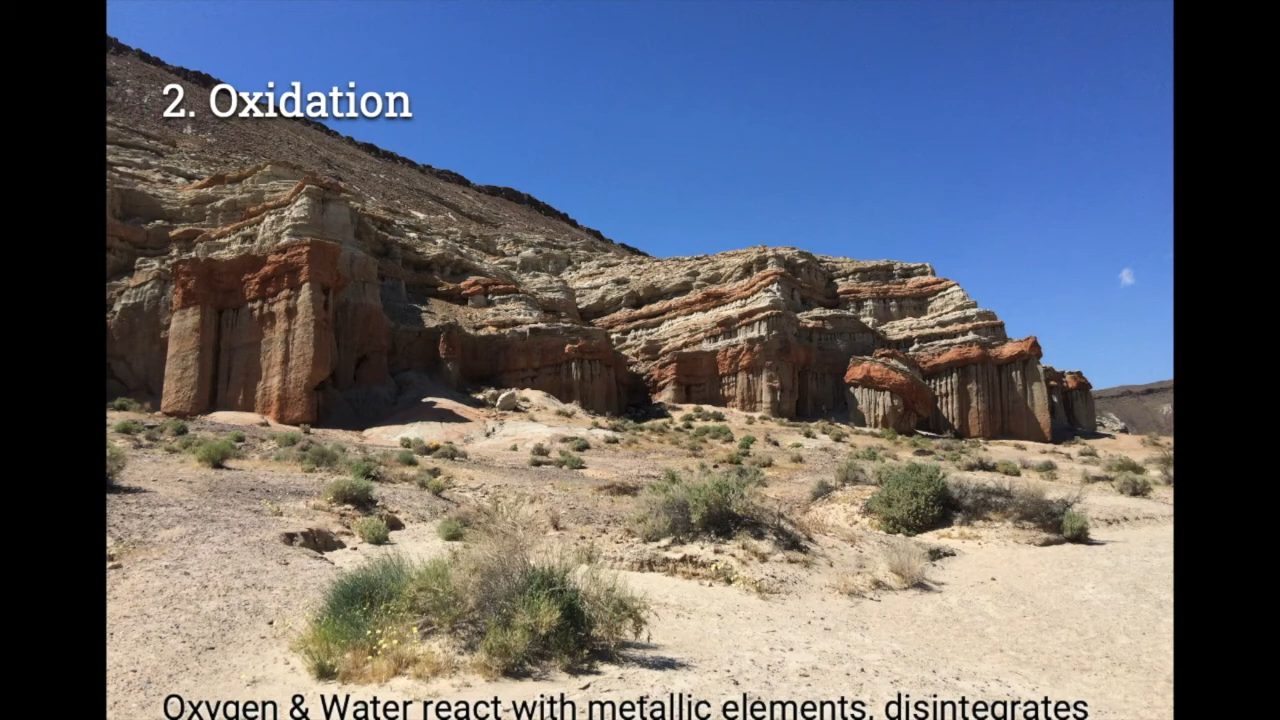 2. Oxidation
Oxygen & Water react with metallic elements, disintegrates